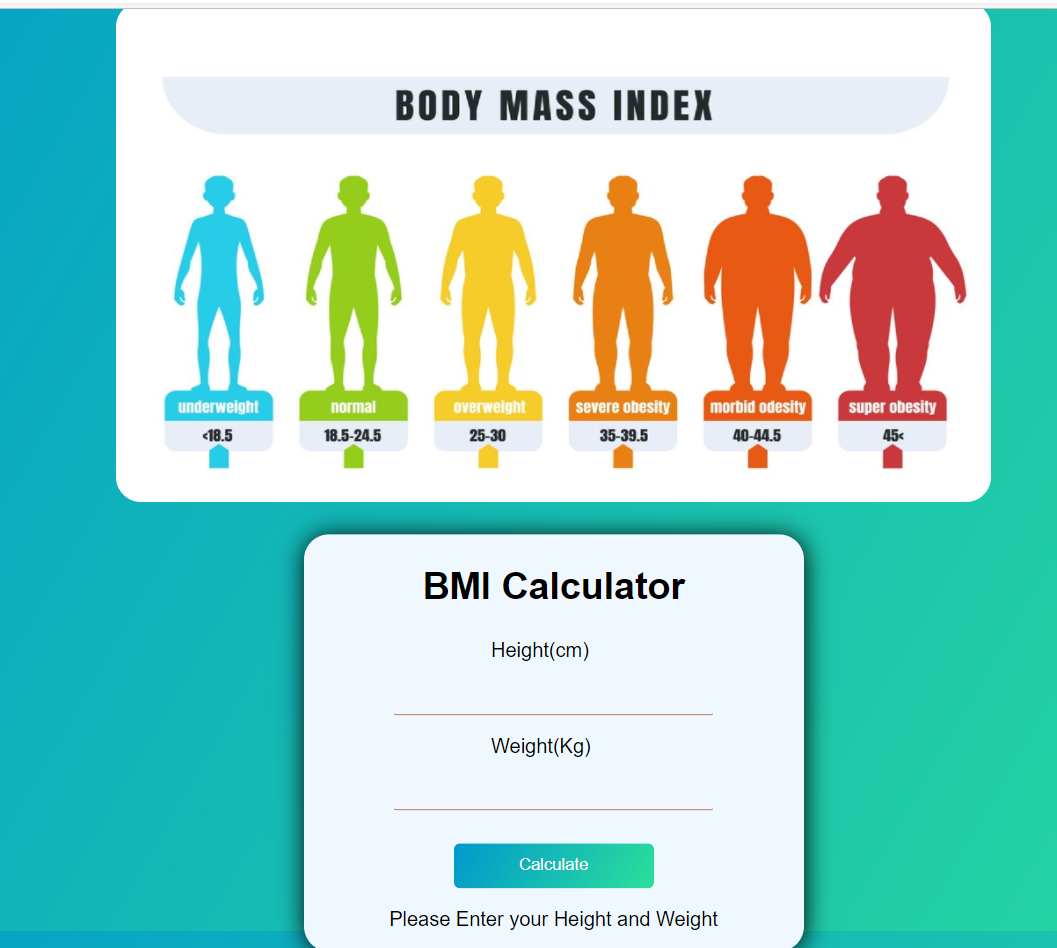 BODY MASS INDEX
underweight normal overweight severe obesity morbid odesity super obesity
<18.5 18.5-24.5 25-30 35-39.5 40-44.5 45<
BMI Calculator
Height(cm)
Weight(Kg)
Calculate
Please Enter your Height and Weight